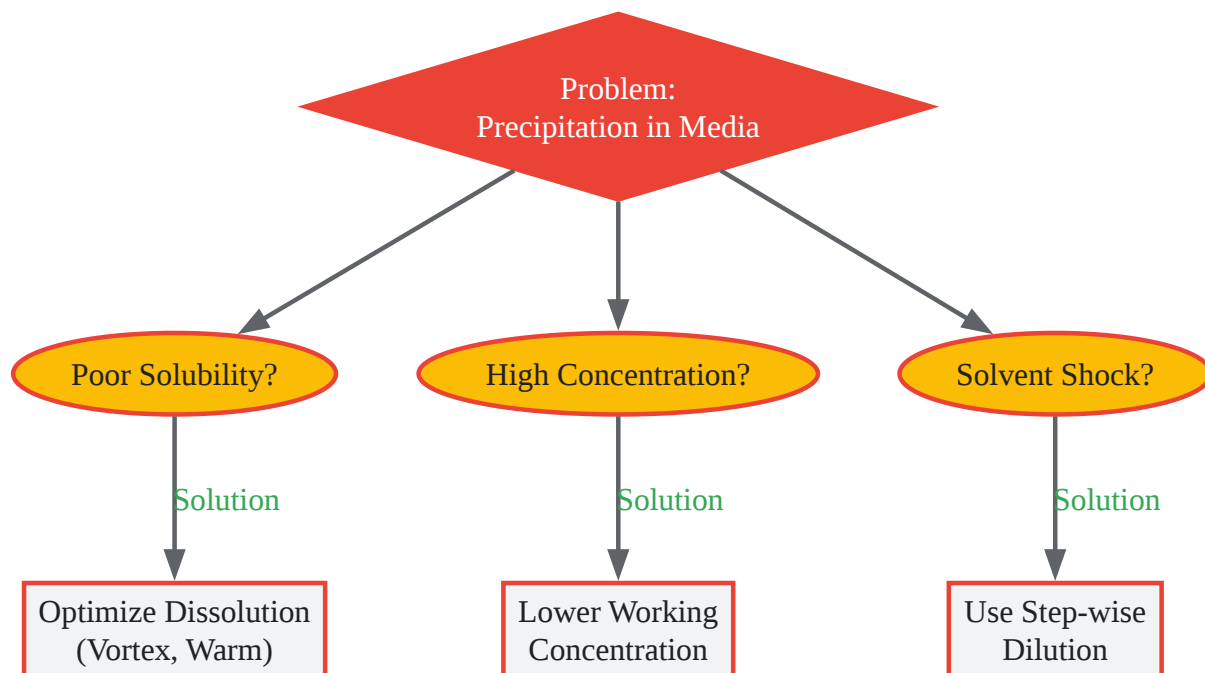 Problem:
Precipitation in Media
Poor Solubility?
High Concentration?
Solvent Shock?
Solution
Solution
Solution
Optimize Dissolution
(Vortex, Warm)
Lower Working
Concentration
Use Step-wise
Dilution